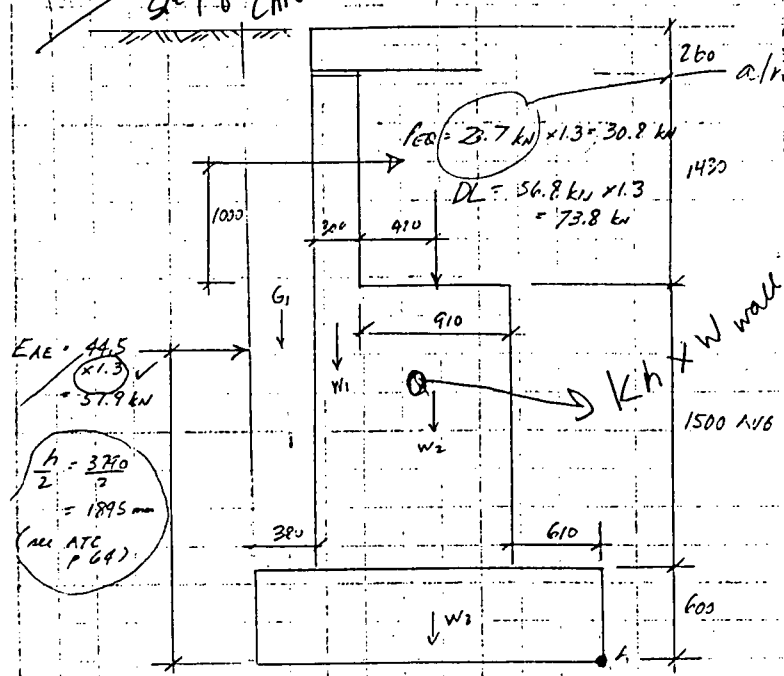 260
P_EQ = 23.7 kN × 1.3 = 30.8 kN
1430
DL = 56.8 kN × 1.3
= 73.8 kN
1000
G₁
910
E_AE = 44.5
×1.3 ✓
= 57.9 kN
W₁
Kh × W wall
W₂
1500 AVG
h/2 = 3790/2
= 1895 mm
(see ATC
P 64)
380
610
W₃
600